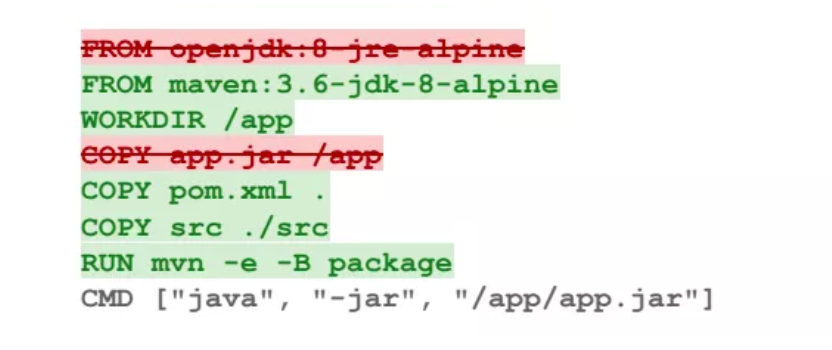 FROM openjdk:8-jre-alpine
FROM maven:3.6-jdk-8-alpine
WORKDIR /app
COPY app.jar /app
COPY pom.xml .
COPY src ./src
RUN mvn -e -B package
CMD ["java", "-jar", "/app/app.jar"]